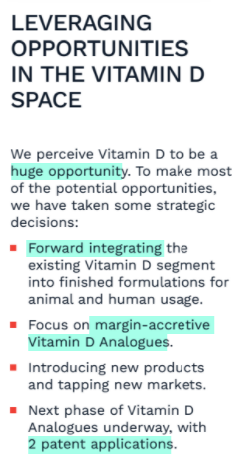 LEVERAGING
OPPORTUNITIES
IN THE VITAMIN D
SPACE
We perceive Vitamin D to be a
huge opportunity. To make most
of the potential opportunities,
we have taken some strategic
decisions:
Forward integrating the
existing Vitamin D segment
into finished formulations for
animal and human usage.
Focus on margin-accretive
Vitamin D Analogues.
Introducing new products
and tapping new markets.
Next phase of Vitamin D
Analogues underway, with
2 patent applications.